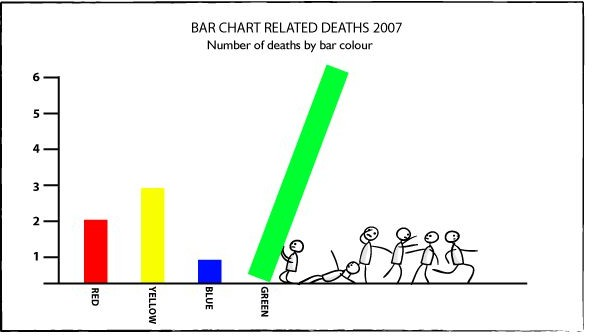 BAR CHART RELATED DEATHS 2007
Number of deaths by bar colour
6
5
4
3
2
1
RED
YELLOW
BLUE
GREEN